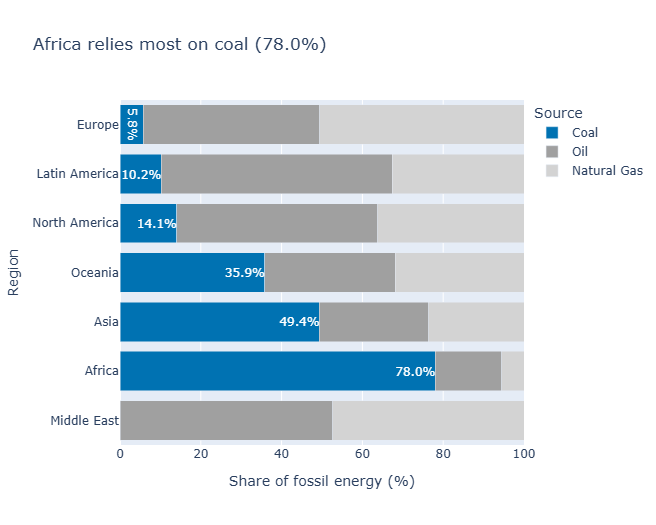 Africa relies most on coal (78.0%)
Source
Coal
Oil
Natural Gas
Region
Europe 5.8%
Latin America 10.2%
North America 14.1%
Oceania 35.9%
Asia 49.4%
Africa 78.0%
Middle East
0 20 40 60 80 100
Share of fossil energy (%)